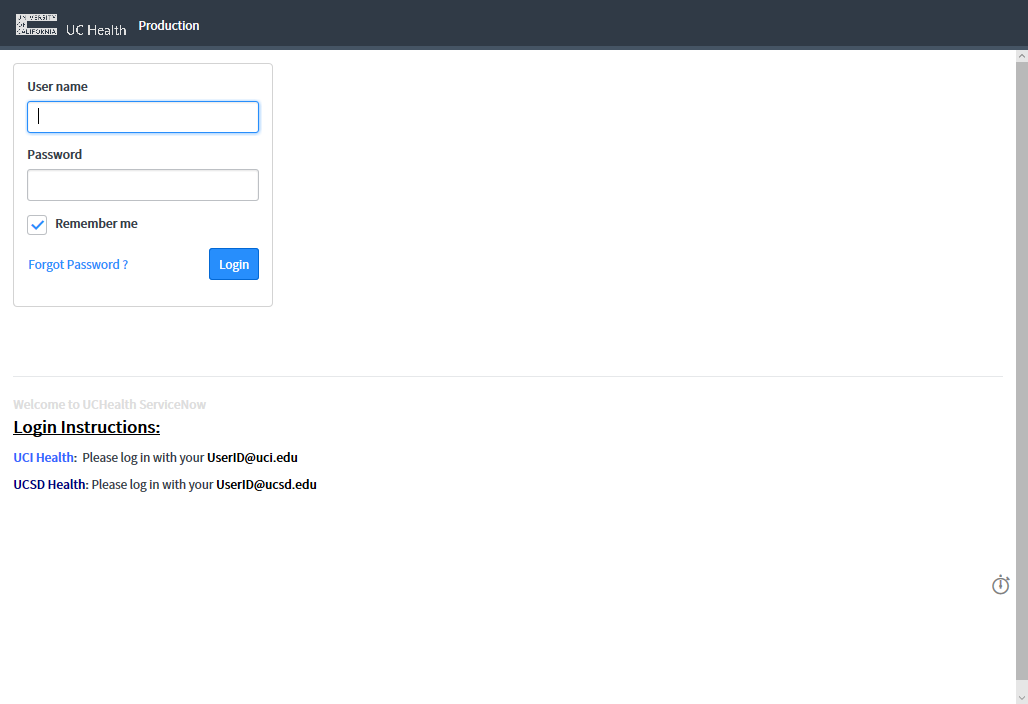 UNIVERSITY
OF
CALIFORNIA
UC Health
Production
User name
Password
Remember me
Forgot Password ?
Login
Welcome to UCHealth ServiceNow
Login Instructions:
UCI Health: Please log in with your UserID@uci.edu
UCSD Health: Please log in with your UserID@ucsd.edu